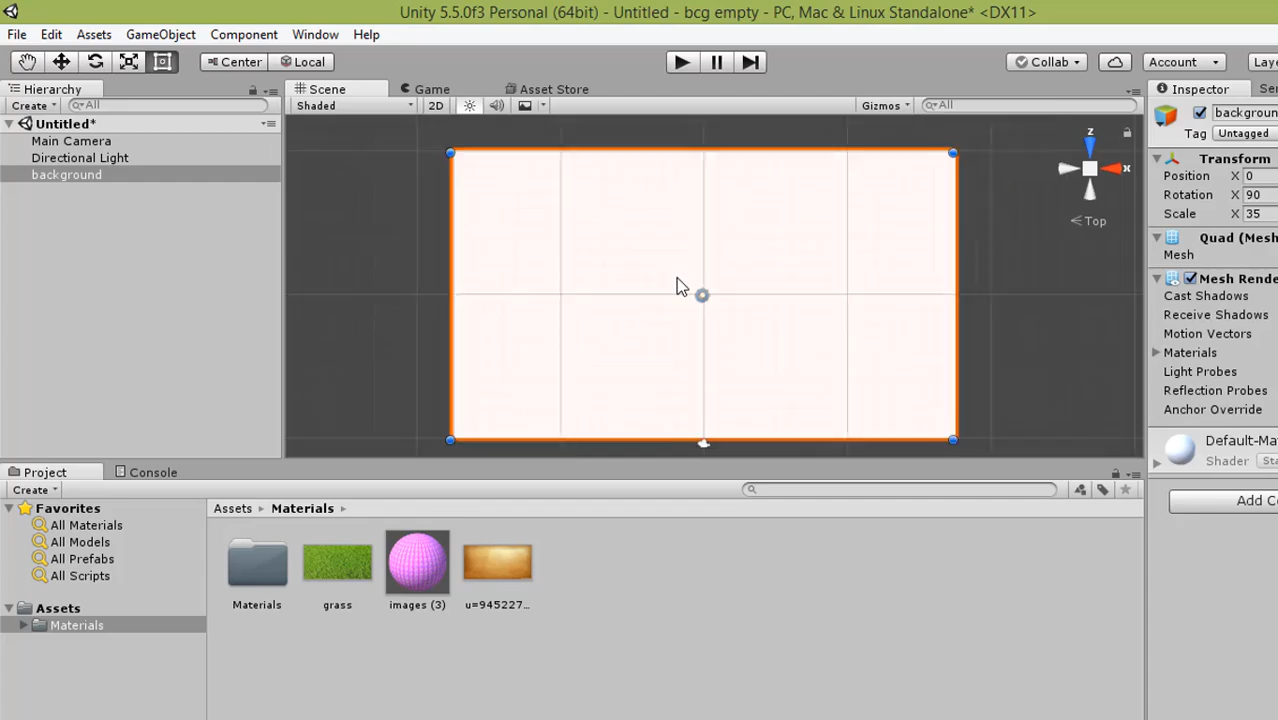 Unity 5.5.0f3 Personal (64bit) - Untitled - bcg empty - PC, Mac & Linux Standalone* <DX11>
File Edit Assets GameObject Component Window Help
Center Local Collab Account
Hierarchy Scene Game Asset Store Inspector
Create All Shaded 2D Gizmos All
Untitled*
Main Camera
Directional Light
background
z
x
Top
Tag Untagged
Transform
Position X 0
Rotation X 90
Scale X 35
Quad
Mesh
Mesh
Cast Shadows
Receive Shadows
Motion Vectors
Materials
Light Probes
Reflection Probes
Anchor Override
Shader
Add
Project Console
Create
Favorites
All Materials
All Models
All Prefabs
All Scripts
Assets
Materials
Assets Materials
Materials grass images (3) u=945227...